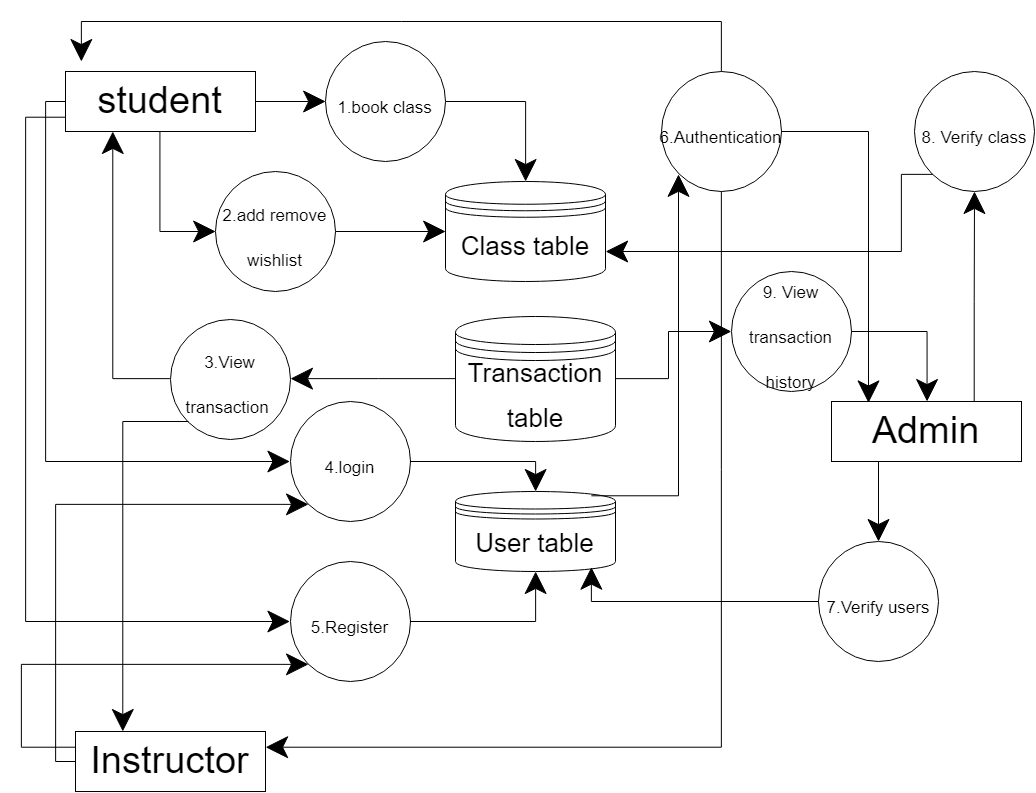 student
1.book class
6.Authentication
8. Verify class
2.add remove
wishlist
Class table
9. View
transaction
history
3.View
transaction
Transaction
table
Admin
4.login
User table
5.Register
7.Verify users
Instructor